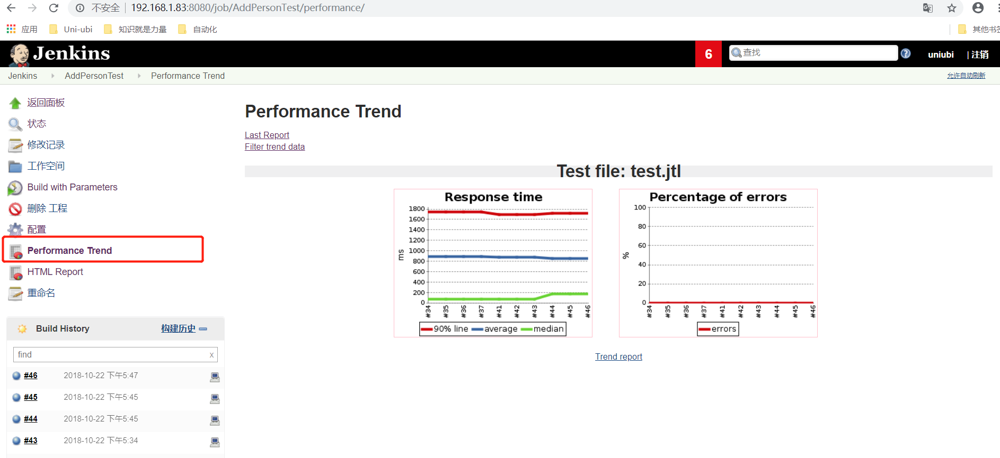 不安全 192.168.1.83:8080/job/AddPersonTest/performance/
应用 Uni-ubi 知识就是力量 自动化 其他书
Jenkins 6 查找 uniubi | 注销
Jenkins AddPersonTest Performance Trend 允许自动刷新
返回面板
状态
修改记录
工作空间
Build with Parameters
删除 工程
配置
Performance Trend
HTML Report
重命名
Build History 构建历史
find x
#46 2018-10-22 下午5:47
#45 2018-10-22 下午5:45
#44 2018-10-22 下午5:45
#43 2018-10-22 下午5:34
Performance Trend
Last Report
Filter trend data
Test file: test.jtl
Response time
ms
1800
1600
1400
1200
1000
800
600
400
200
0
#34 #35 #36 #37 #41 #42 #43 #44 #45 #46
90% line average median
Percentage of errors
%
100
80
60
40
20
0
#34 #35 #36 #37 #41 #42 #43 #44 #45 #46
errors
Trend report